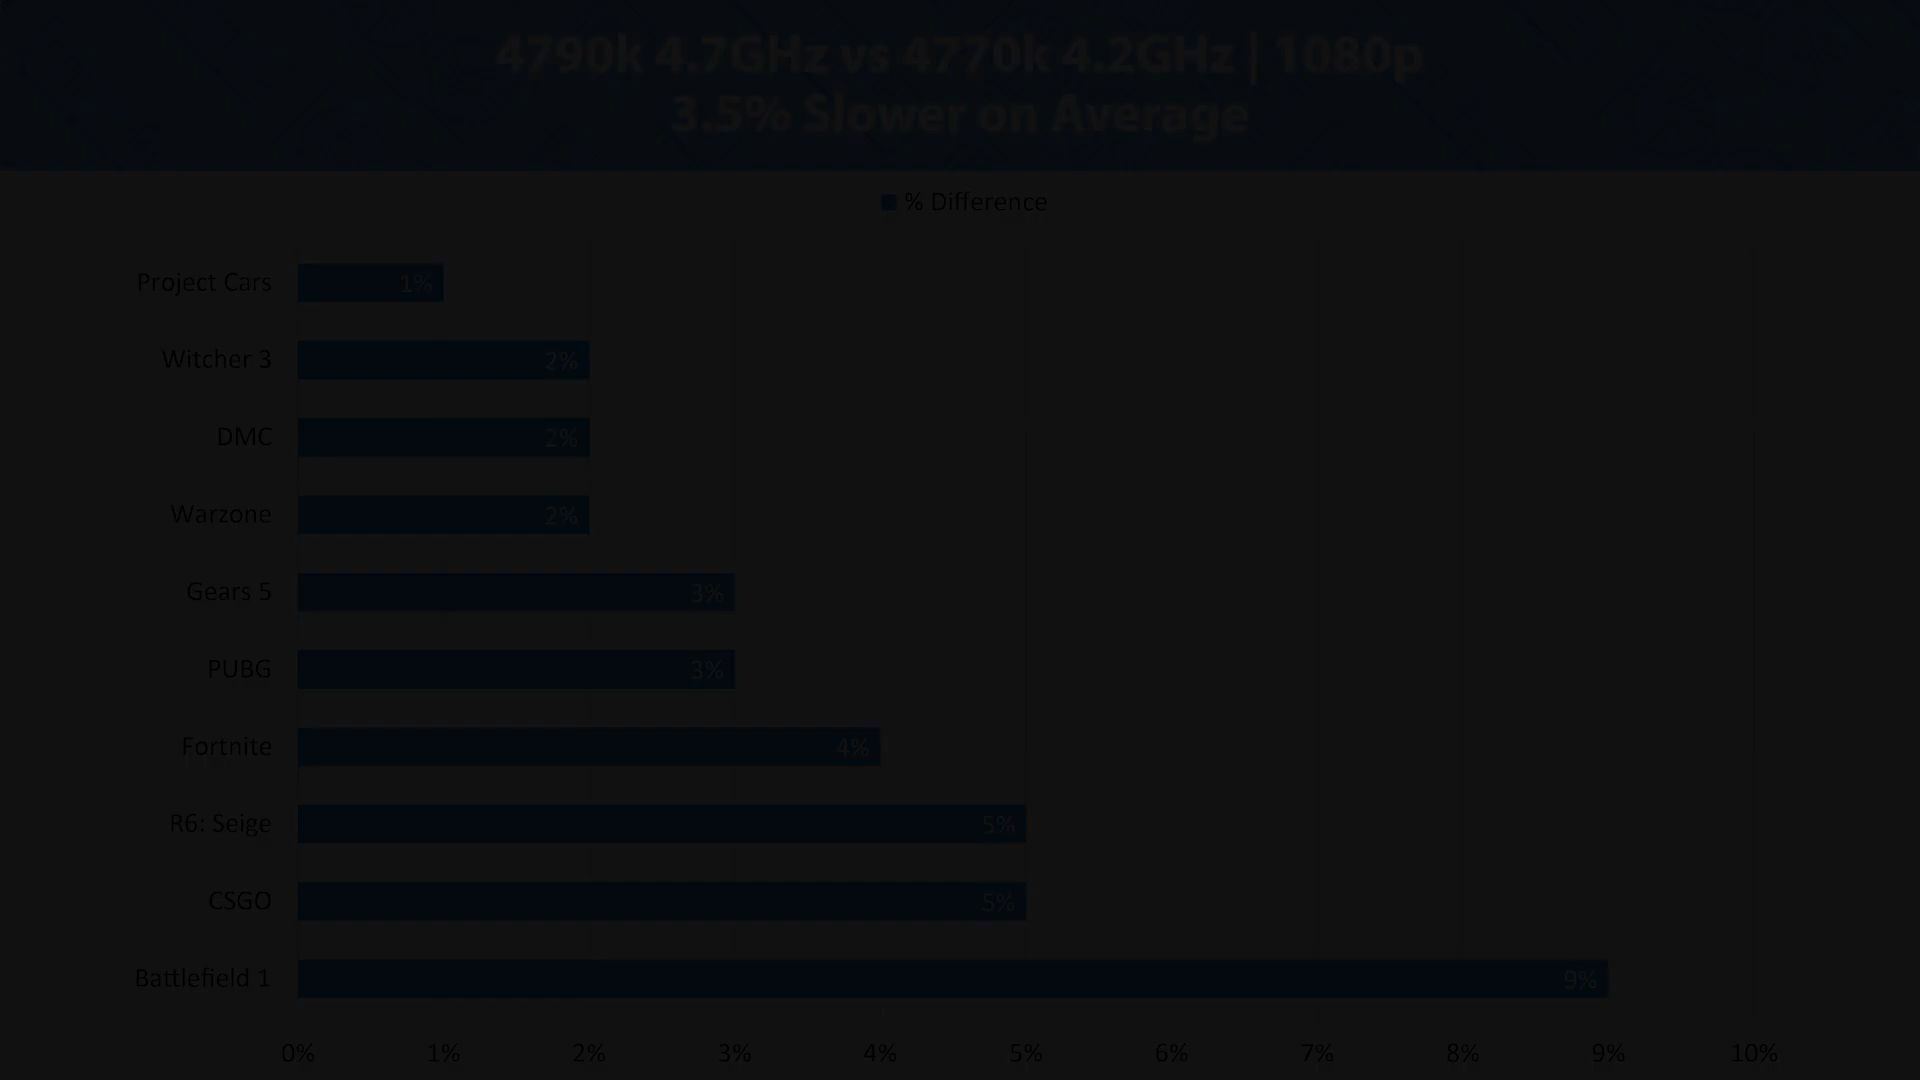 4790k 4.7GHz vs 4770k 4.2GHz | 1080p
3.5% Slower on Average
% Difference
Project Cars 1%
Witcher 3 2%
DMC 2%
Warzone 2%
Gears 5 3%
PUBG 3%
Fortnite 4%
R6: Seige 5%
CSGO 5%
Battlefield 1 9%
0% 1% 2% 3% 4% 5% 6% 7% 8% 9% 10%